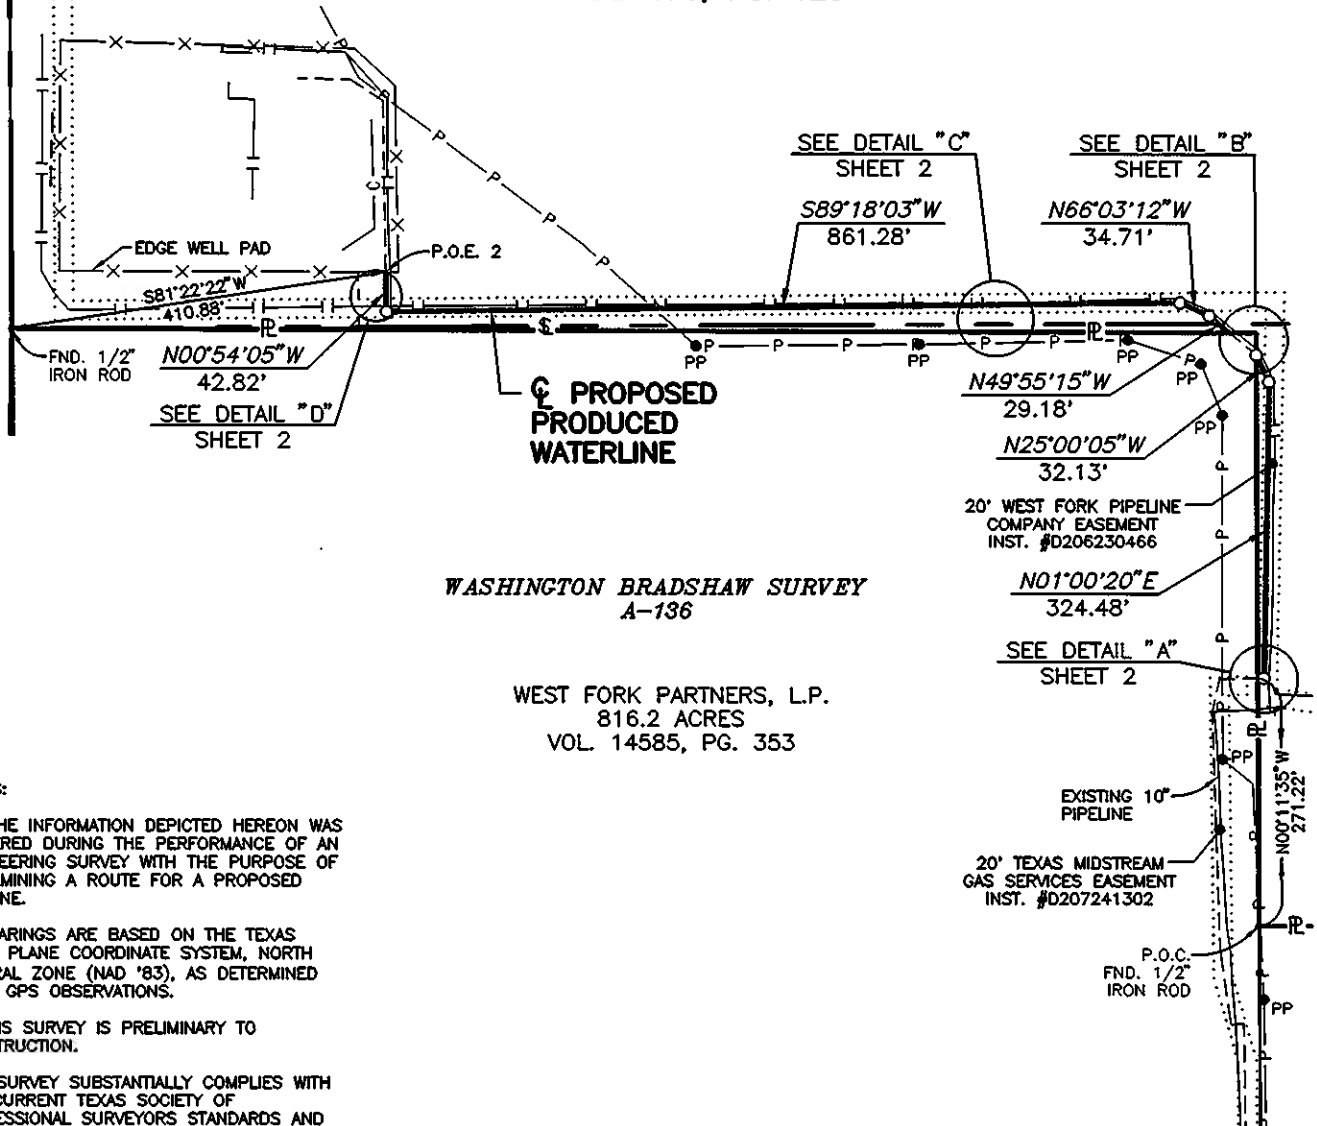 SEE DETAIL "C"
SHEET 2
SEE DETAIL "B"
SHEET 2
S89°18'03"W
861.28'
N66°03'12"W
34.71'
EDGE WELL PAD
P.O.E. 2
S81°22'22"W
410.88'
FND. 1/2"
IRON ROD
N00°54'05"W
42.82'
SEE DETAIL "D"
SHEET 2
℄ PROPOSED
PRODUCED
WATERLINE
PP
PP
PP
PP
PP
N49°55'15"W
29.18'
N25°00'05"W
32.13'
20' WEST FORK PIPELINE
COMPANY EASEMENT
INST. #D206230466
N01°00'20"E
324.48'
WASHINGTON BRADSHAW SURVEY
A-136
SEE DETAIL "A"
SHEET 2
WEST FORK PARTNERS, L.P.
816.2 ACRES
VOL. 14585, PG. 353
PP
N00°11'35"W
271.22'
EXISTING 10"
PIPELINE
20' TEXAS MIDSTREAM
GAS SERVICES EASEMENT
INST. #D207241302
P.O.C.
FND. 1/2"
IRON ROD
PP
S:
HE INFORMATION DEPICTED HEREON WAS
RED DURING THE PERFORMANCE OF AN
EERING SURVEY WITH THE PURPOSE OF
MINING A ROUTE FOR A PROPOSED
NE.
ARINGS ARE BASED ON THE TEXAS
PLANE COORDINATE SYSTEM, NORTH
RAL ZONE (NAD '83), AS DETERMINED
GPS OBSERVATIONS.
IS SURVEY IS PRELIMINARY TO
TRUCTION.
SURVEY SUBSTANTIALLY COMPLIES WITH
CURRENT TEXAS SOCIETY OF
ESSIONAL SURVEYORS STANDARDS AND